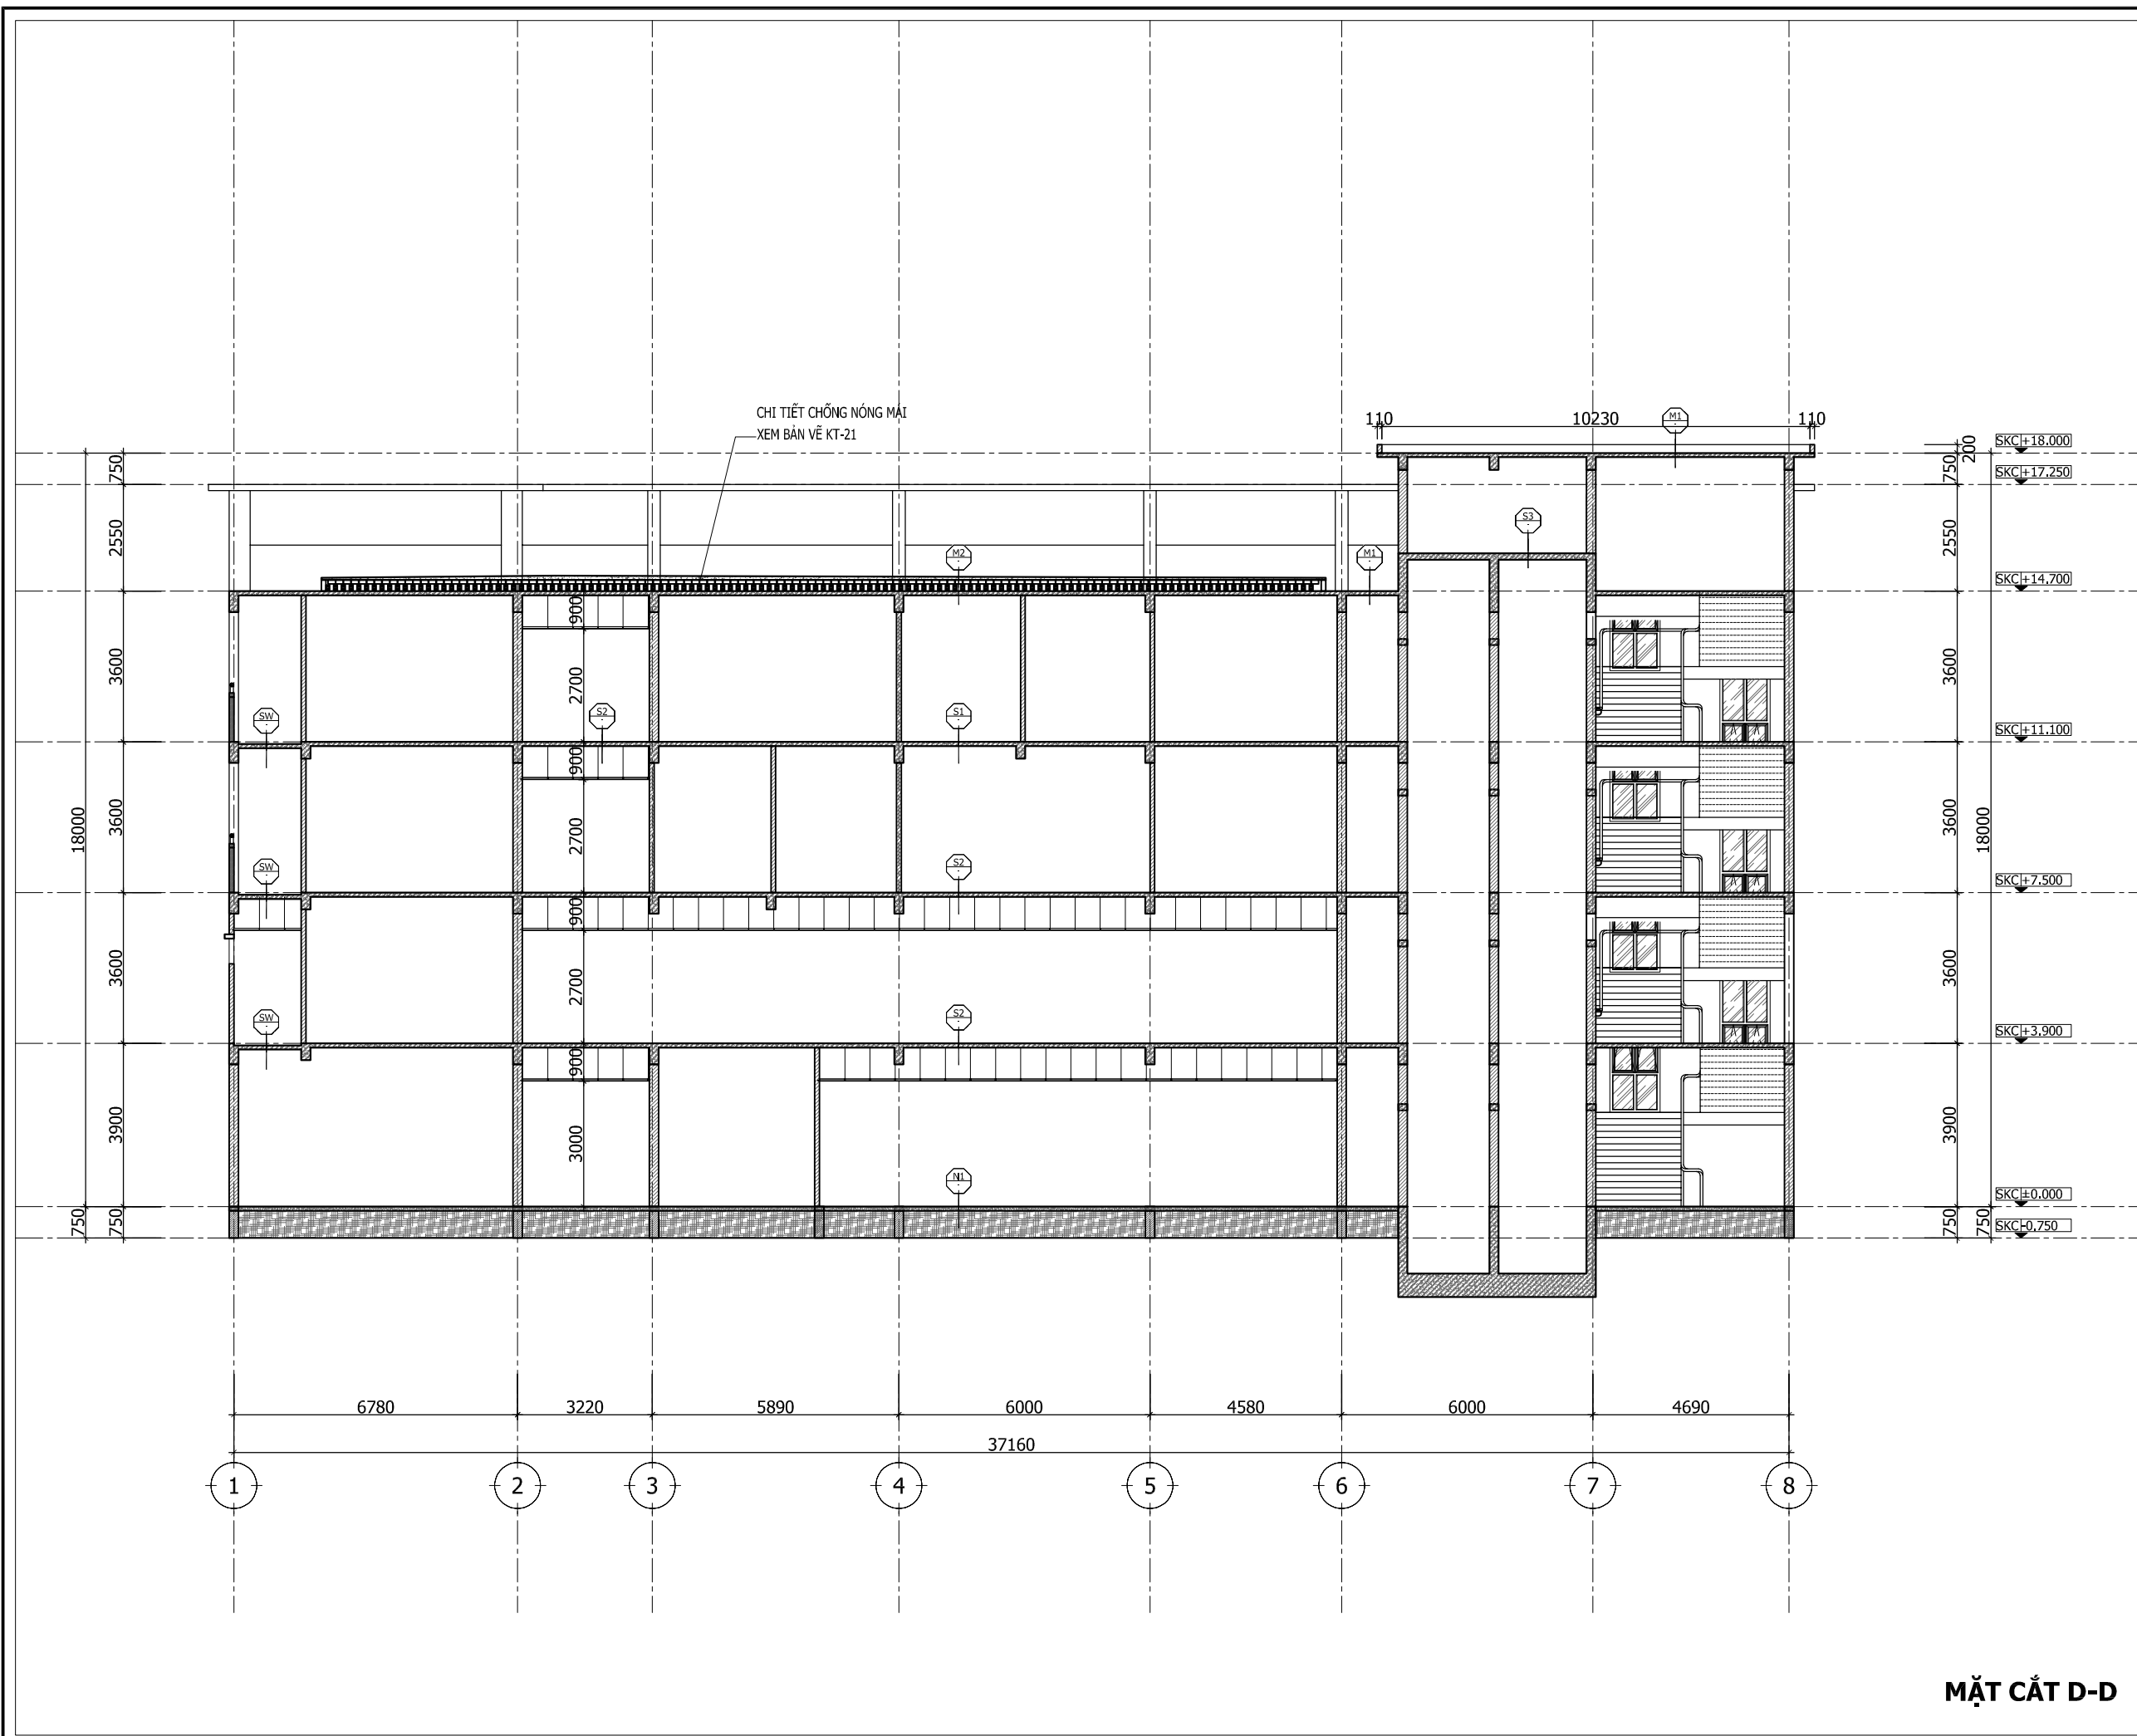 CHI TIẾT CHỐNG NÓNG MÁI
XEM BẢN VẼ KT-21
110
10230
M1
110
200
SKC+18.000
750
750
SKC+17.250
2550
2550
S3
M2
M1
SKC+14.700
900
3600
2700
3600
SW
S2
S1
SKC+11.100
900
18000
3600
2700
3600
18000
SW
S2
SKC+7.500
900
3600
2700
3600
SW
S2
SKC+3.900
900
3900
3000
3900
N1
SKC±0.000
750
750
750
750
SKC-0.750
6780
3220
5890
6000
4580
6000
4690
37160
1
2
3
4
5
6
7
8
MẶT CẮT D-D